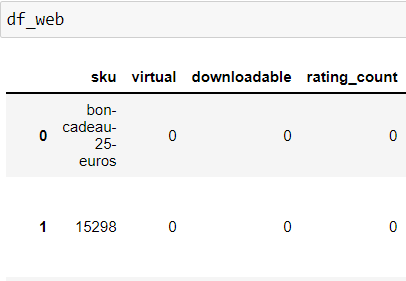 df_web
sku virtual downloadable rating_count
bon-
cadeau-
0 0 0 0
25-
euros
1 15298 0 0 0